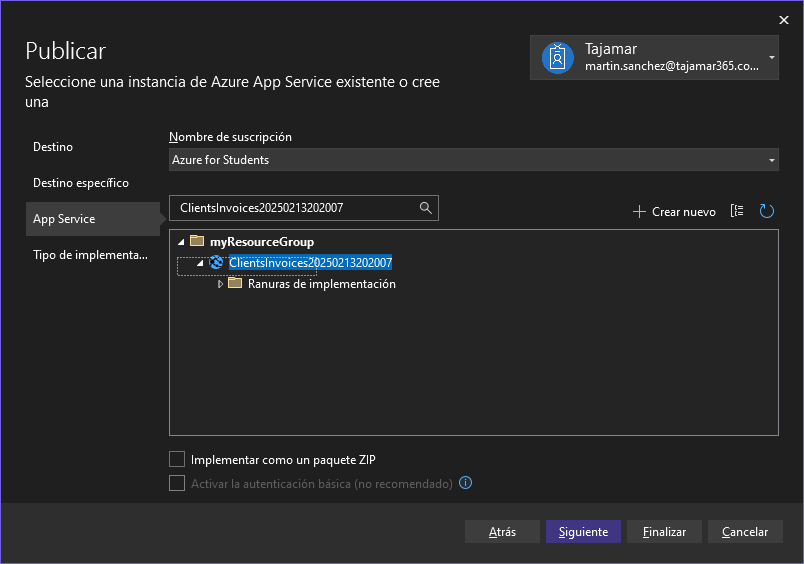 Publicar
Seleccione una instancia de Azure App Service existente o cree
una
Tajamar
martin.sanchez@tajamar365.co...
Destino
Destino específico
App Service
Tipo de implementa...
Nombre de suscripción
Azure for Students
ClientsInvoices20250213202007
Crear nuevo
myResourceGroup
ClientsInvoices20250213202007
Ranuras de implementación
Implementar como un paquete ZIP
Activar la autenticación básica (no recomendado)
Atrás
Siguiente
Finalizar
Cancelar